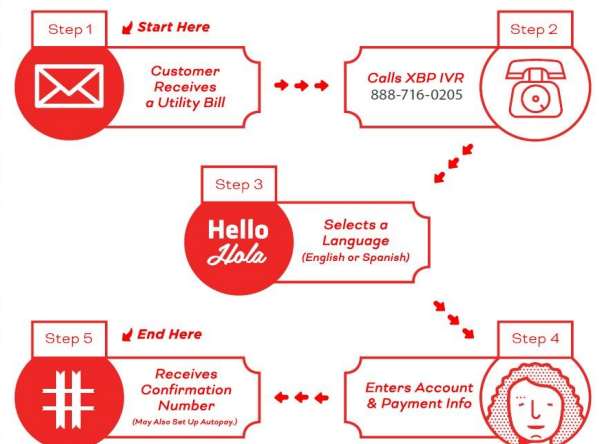 Step 1
Start Here
Customer
Receives
a Utility Bill
Step 2
Calls XBP IVR
888-716-0205
Step 3
Hello
Hola
Selects a
Language
(English or Spanish)
Step 4
Enters Account
& Payment Info
Step 5
End Here
#
Receives
Confirmation
Number
(May Also Set Up Autopay.)